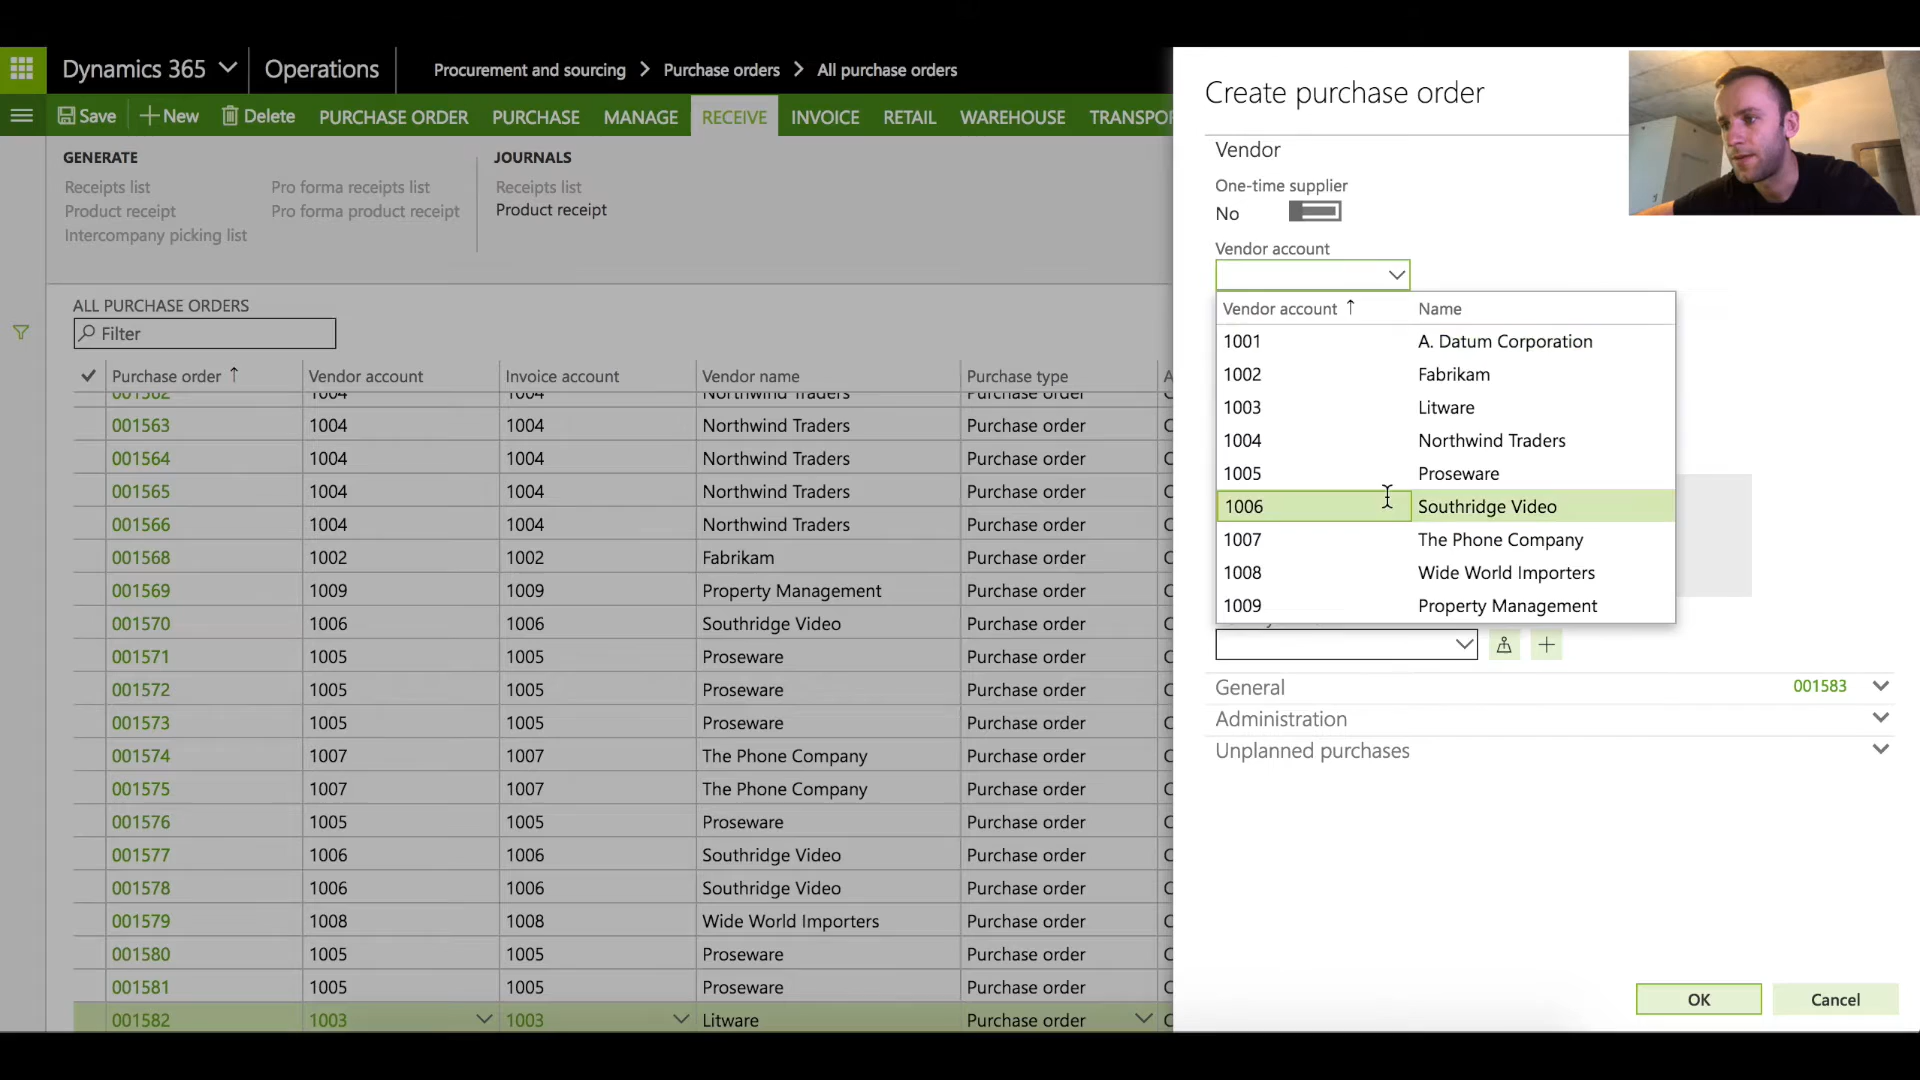 Dynamics 365
Operations
Procurement and sourcing > Purchase orders > All purchase orders
Save New Delete PURCHASE ORDER PURCHASE MANAGE RECEIVE INVOICE RETAIL WAREHOUSE TRANSPO
GENERATE
Receipts list Pro forma receipts list
Product receipt Pro forma product receipt
Intercompany picking list
JOURNALS
Receipts list
Product receipt
ALL PURCHASE ORDERS
Filter
Purchase order ↑ Vendor account Invoice account Vendor name Purchase type A
001562 1004 1004 Northwind Traders Purchase order
001563 1004 1004 Northwind Traders Purchase order C
001564 1004 1004 Northwind Traders Purchase order C
001565 1004 1004 Northwind Traders Purchase order C
001566 1004 1004 Northwind Traders Purchase order C
001568 1002 1002 Fabrikam Purchase order C
001569 1009 1009 Property Management Purchase order C
001570 1006 1006 Southridge Video Purchase order C
001571 1005 1005 Proseware Purchase order C
001572 1005 1005 Proseware Purchase order C
001573 1005 1005 Proseware Purchase order C
001574 1007 1007 The Phone Company Purchase order C
001575 1007 1007 The Phone Company Purchase order C
001576 1005 1005 Proseware Purchase order C
001577 1006 1006 Southridge Video Purchase order C
001578 1006 1006 Southridge Video Purchase order C
001579 1008 1008 Wide World Importers Purchase order C
001580 1005 1005 Proseware Purchase order C
001581 1005 1005 Proseware Purchase order C
001582 1003 1003 Litware Purchase order C
Create purchase order
Vendor
One-time supplier
No
Vendor account
Vendor account ↑ Name
1001 A. Datum Corporation
1002 Fabrikam
1003 Litware
1004 Northwind Traders
1005 Proseware
1006 Southridge Video
1007 The Phone Company
1008 Wide World Importers
1009 Property Management
General 001583
Administration
Unplanned purchases
OK Cancel